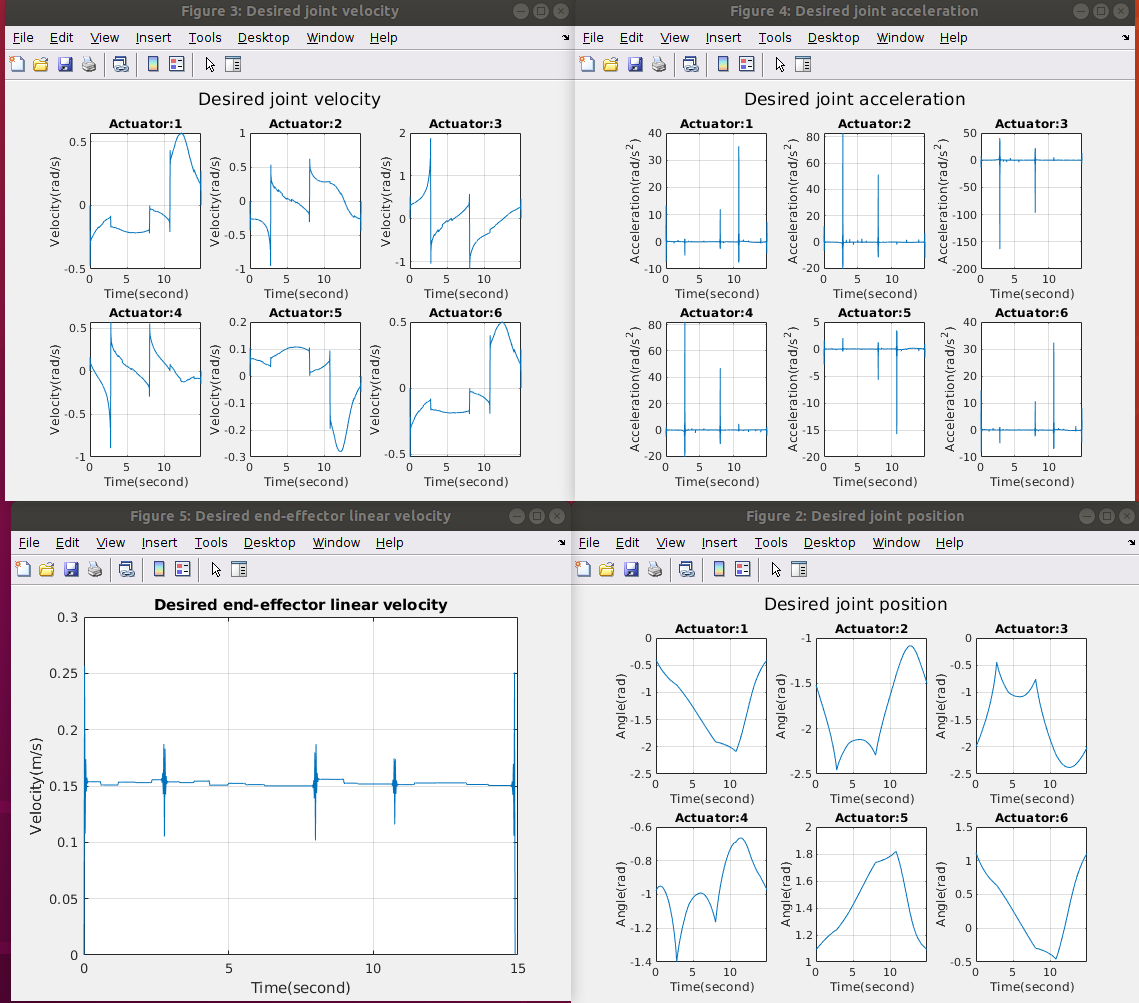 Figure 3: Desired joint velocity
File Edit View Insert Tools Desktop Window Help
Desired joint velocity
Actuator:1 Actuator:2 Actuator:3
Velocity(rad/s) Velocity(rad/s) Velocity(rad/s)
0.5 0 -0.5
1 0.5 0 -0.5 -1
2 1 0 -1
0 5 10 0 5 10 0 5 10
Time(second) Time(second) Time(second)
Actuator:4 Actuator:5 Actuator:6
Velocity(rad/s) Velocity(rad/s) Velocity(rad/s)
0.5 0 -0.5 -1
0.2 0.1 0 -0.1 -0.2 -0.3
0.5 0 -0.5
0 5 10 0 5 10 0 5 10
Time(second) Time(second) Time(second)
Figure 4: Desired joint acceleration
File Edit View Insert Tools Desktop Window Help
Desired joint acceleration
Actuator:1 Actuator:2 Actuator:3
Acceleration(rad/s²) Acceleration(rad/s²) Acceleration(rad/s²)
40 30 20 10 0 -10
80 60 40 20 0 -20
50 0 -50 -100 -150 -200
0 5 10 0 5 10 0 5 10
Time(second) Time(second) Time(second)
Actuator:4 Actuator:5 Actuator:6
Acceleration(rad/s²) Acceleration(rad/s²) Acceleration(rad/s²)
80 60 40 20 0 -20
5 0 -5 -10 -15 -20
40 30 20 10 0 -10
0 5 10 0 5 10 0 5 10
Time(second) Time(second) Time(second)
Figure 5: Desired end-effector linear velocity
File Edit View Insert Tools Desktop Window Help
Desired end-effector linear velocity
Velocity(m/s)
0.3
0.25
0.2
0.15
0.1
0.05
0
0 5 10 15
Time(second)
Figure 2: Desired joint position
File Edit View Insert Tools Desktop Window Help
Desired joint position
Actuator:1 Actuator:2 Actuator:3
Angle(rad) Angle(rad) Angle(rad)
0 -0.5 -1 -1.5 -2 -2.5
-1 -1.5 -2 -2.5
0 -0.5 -1 -1.5 -2 -2.5
0 5 10 0 5 10 0 5 10
Time(second) Time(second) Time(second)
Actuator:4 Actuator:5 Actuator:6
Angle(rad) Angle(rad) Angle(rad)
-0.6 -0.8 -1 -1.2 -1.4
2 1.8 1.6 1.4 1.2 1
1.5 1 0.5 0 -0.5
0 5 10 0 5 10 0 5 10
Time(second) Time(second) Time(second)